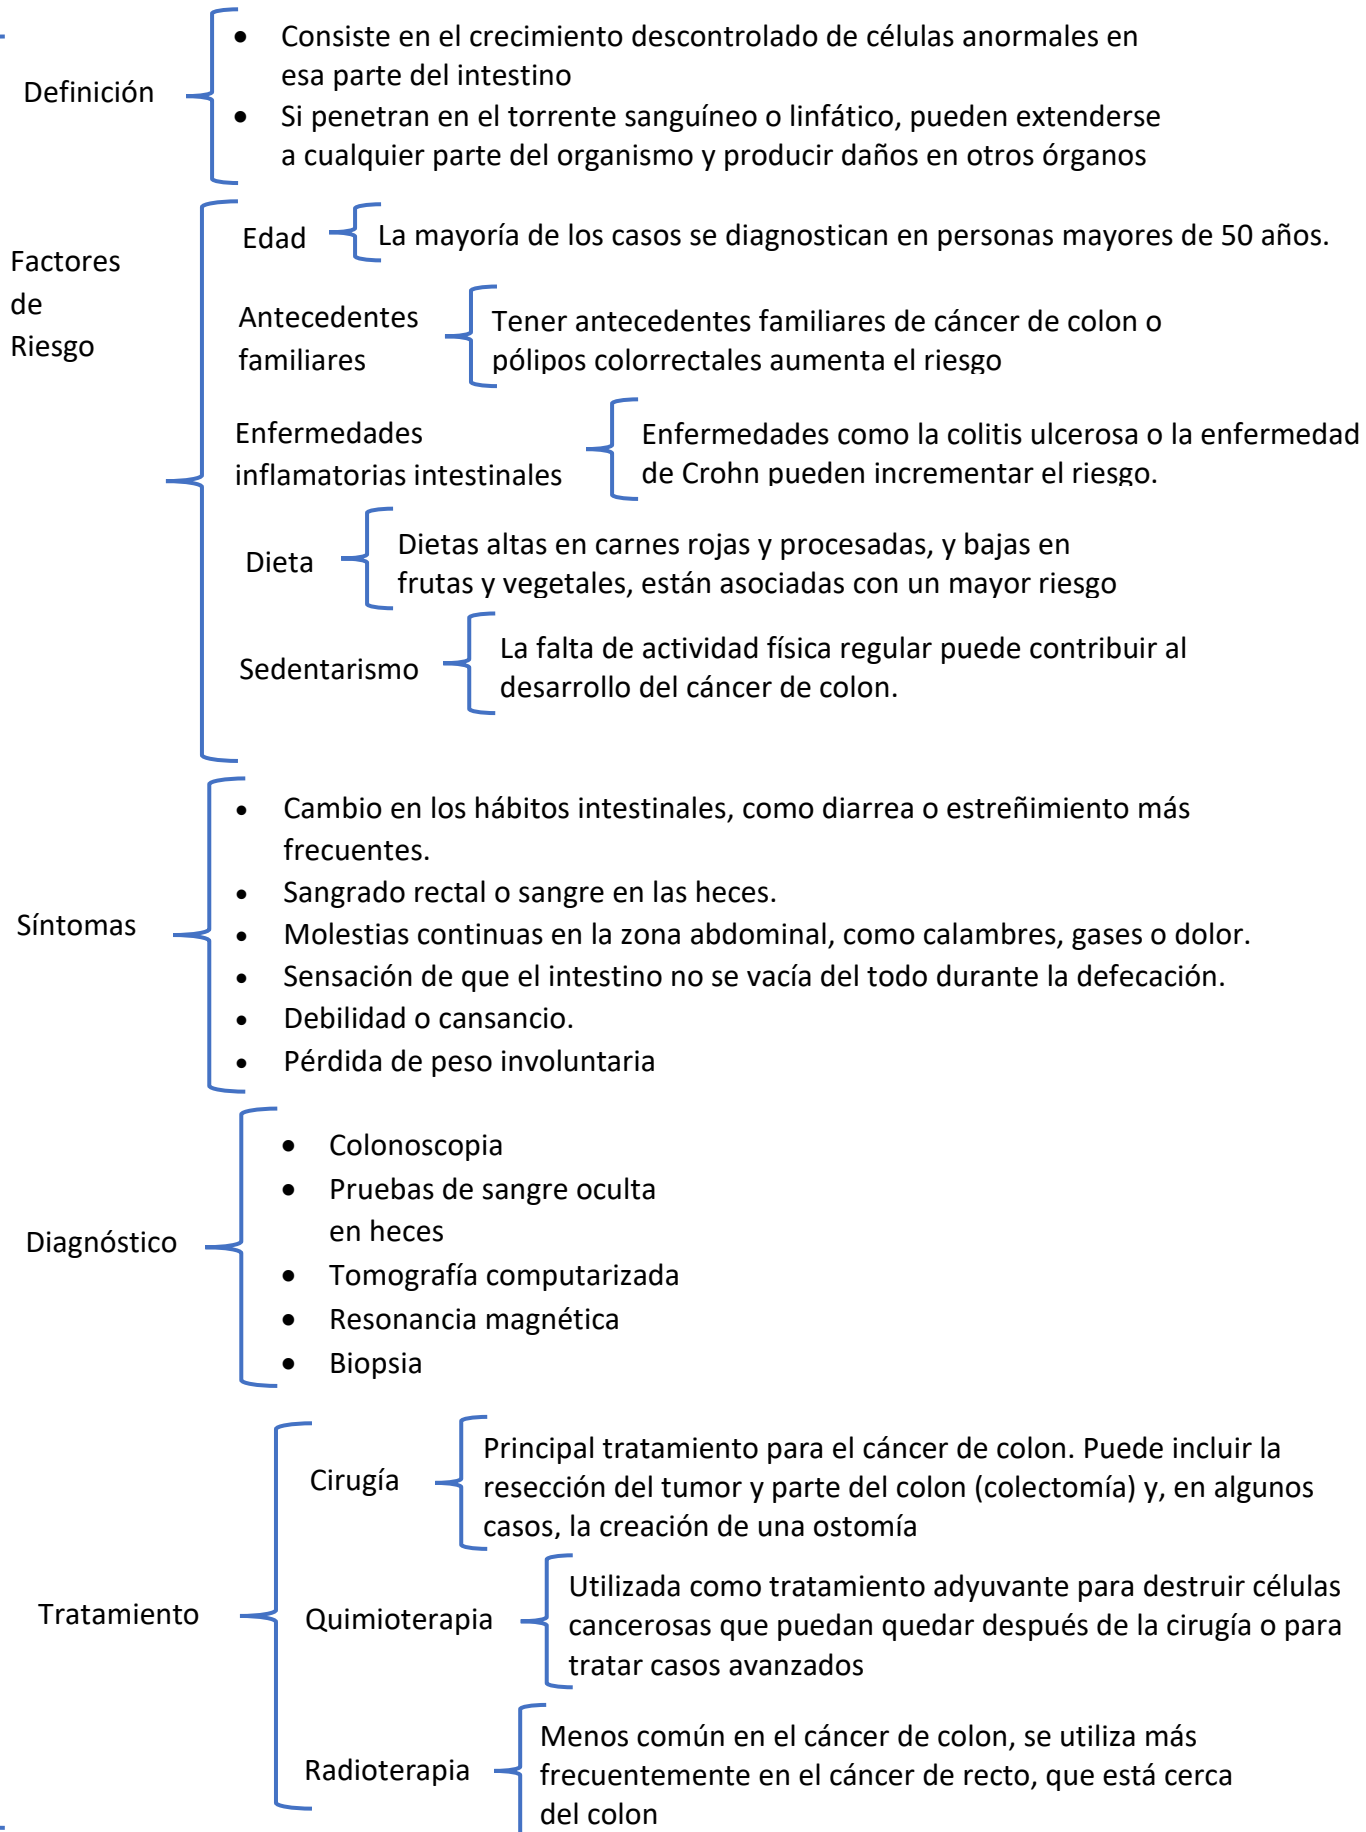 Definición
• Consiste en el crecimiento descontrolado de células anormales en
esa parte del intestino
• Si penetran en el torrente sanguíneo o linfático, pueden extenderse
a cualquier parte del organismo y producir daños en otros órganos
Factores
de
Riesgo
Edad
La mayoría de los casos se diagnostican en personas mayores de 50 años.
Antecedentes
familiares
Tener antecedentes familiares de cáncer de colon o
pólipos colorrectales aumenta el riesgo
Enfermedades
inflamatorias intestinales
Enfermedades como la colitis ulcerosa o la enfermedad
de Crohn pueden incrementar el riesgo.
Dieta
Dietas altas en carnes rojas y procesadas, y bajas en
frutas y vegetales, están asociadas con un mayor riesgo
Sedentarismo
La falta de actividad física regular puede contribuir al
desarrollo del cáncer de colon.
Síntomas
• Cambio en los hábitos intestinales, como diarrea o estreñimiento más
frecuentes.
• Sangrado rectal o sangre en las heces.
• Molestias continuas en la zona abdominal, como calambres, gases o dolor.
• Sensación de que el intestino no se vacía del todo durante la defecación.
• Debilidad o cansancio.
• Pérdida de peso involuntaria
Diagnóstico
• Colonoscopia
• Pruebas de sangre oculta
en heces
• Tomografía computarizada
• Resonancia magnética
• Biopsia
Tratamiento
Cirugía
Principal tratamiento para el cáncer de colon. Puede incluir la
resección del tumor y parte del colon (colectomía) y, en algunos
casos, la creación de una ostomía
Quimioterapia
Utilizada como tratamiento adyuvante para destruir células
cancerosas que puedan quedar después de la cirugía o para
tratar casos avanzados
Radioterapia
Menos común en el cáncer de colon, se utiliza más
frecuentemente en el cáncer de recto, que está cerca
del colon